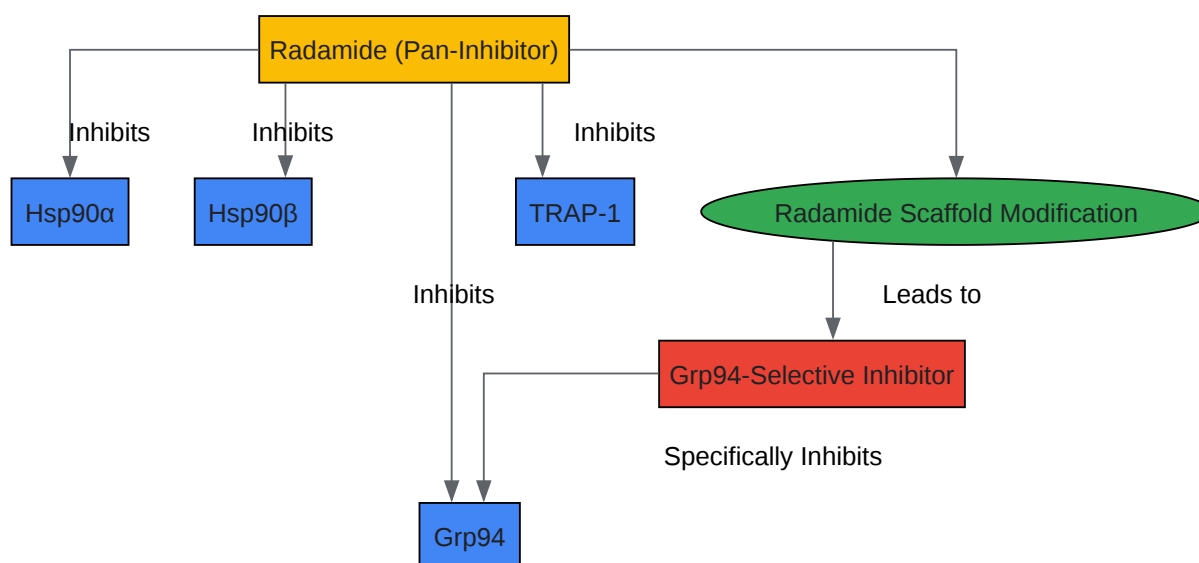 Radamide (Pan-Inhibitor)
Inhibits
Inhibits
Inhibits
Hsp90α
Hsp90β
TRAP-1
Radamide Scaffold Modification
Inhibits
Leads to
Grp94-Selective Inhibitor
Specifically Inhibits
Grp94